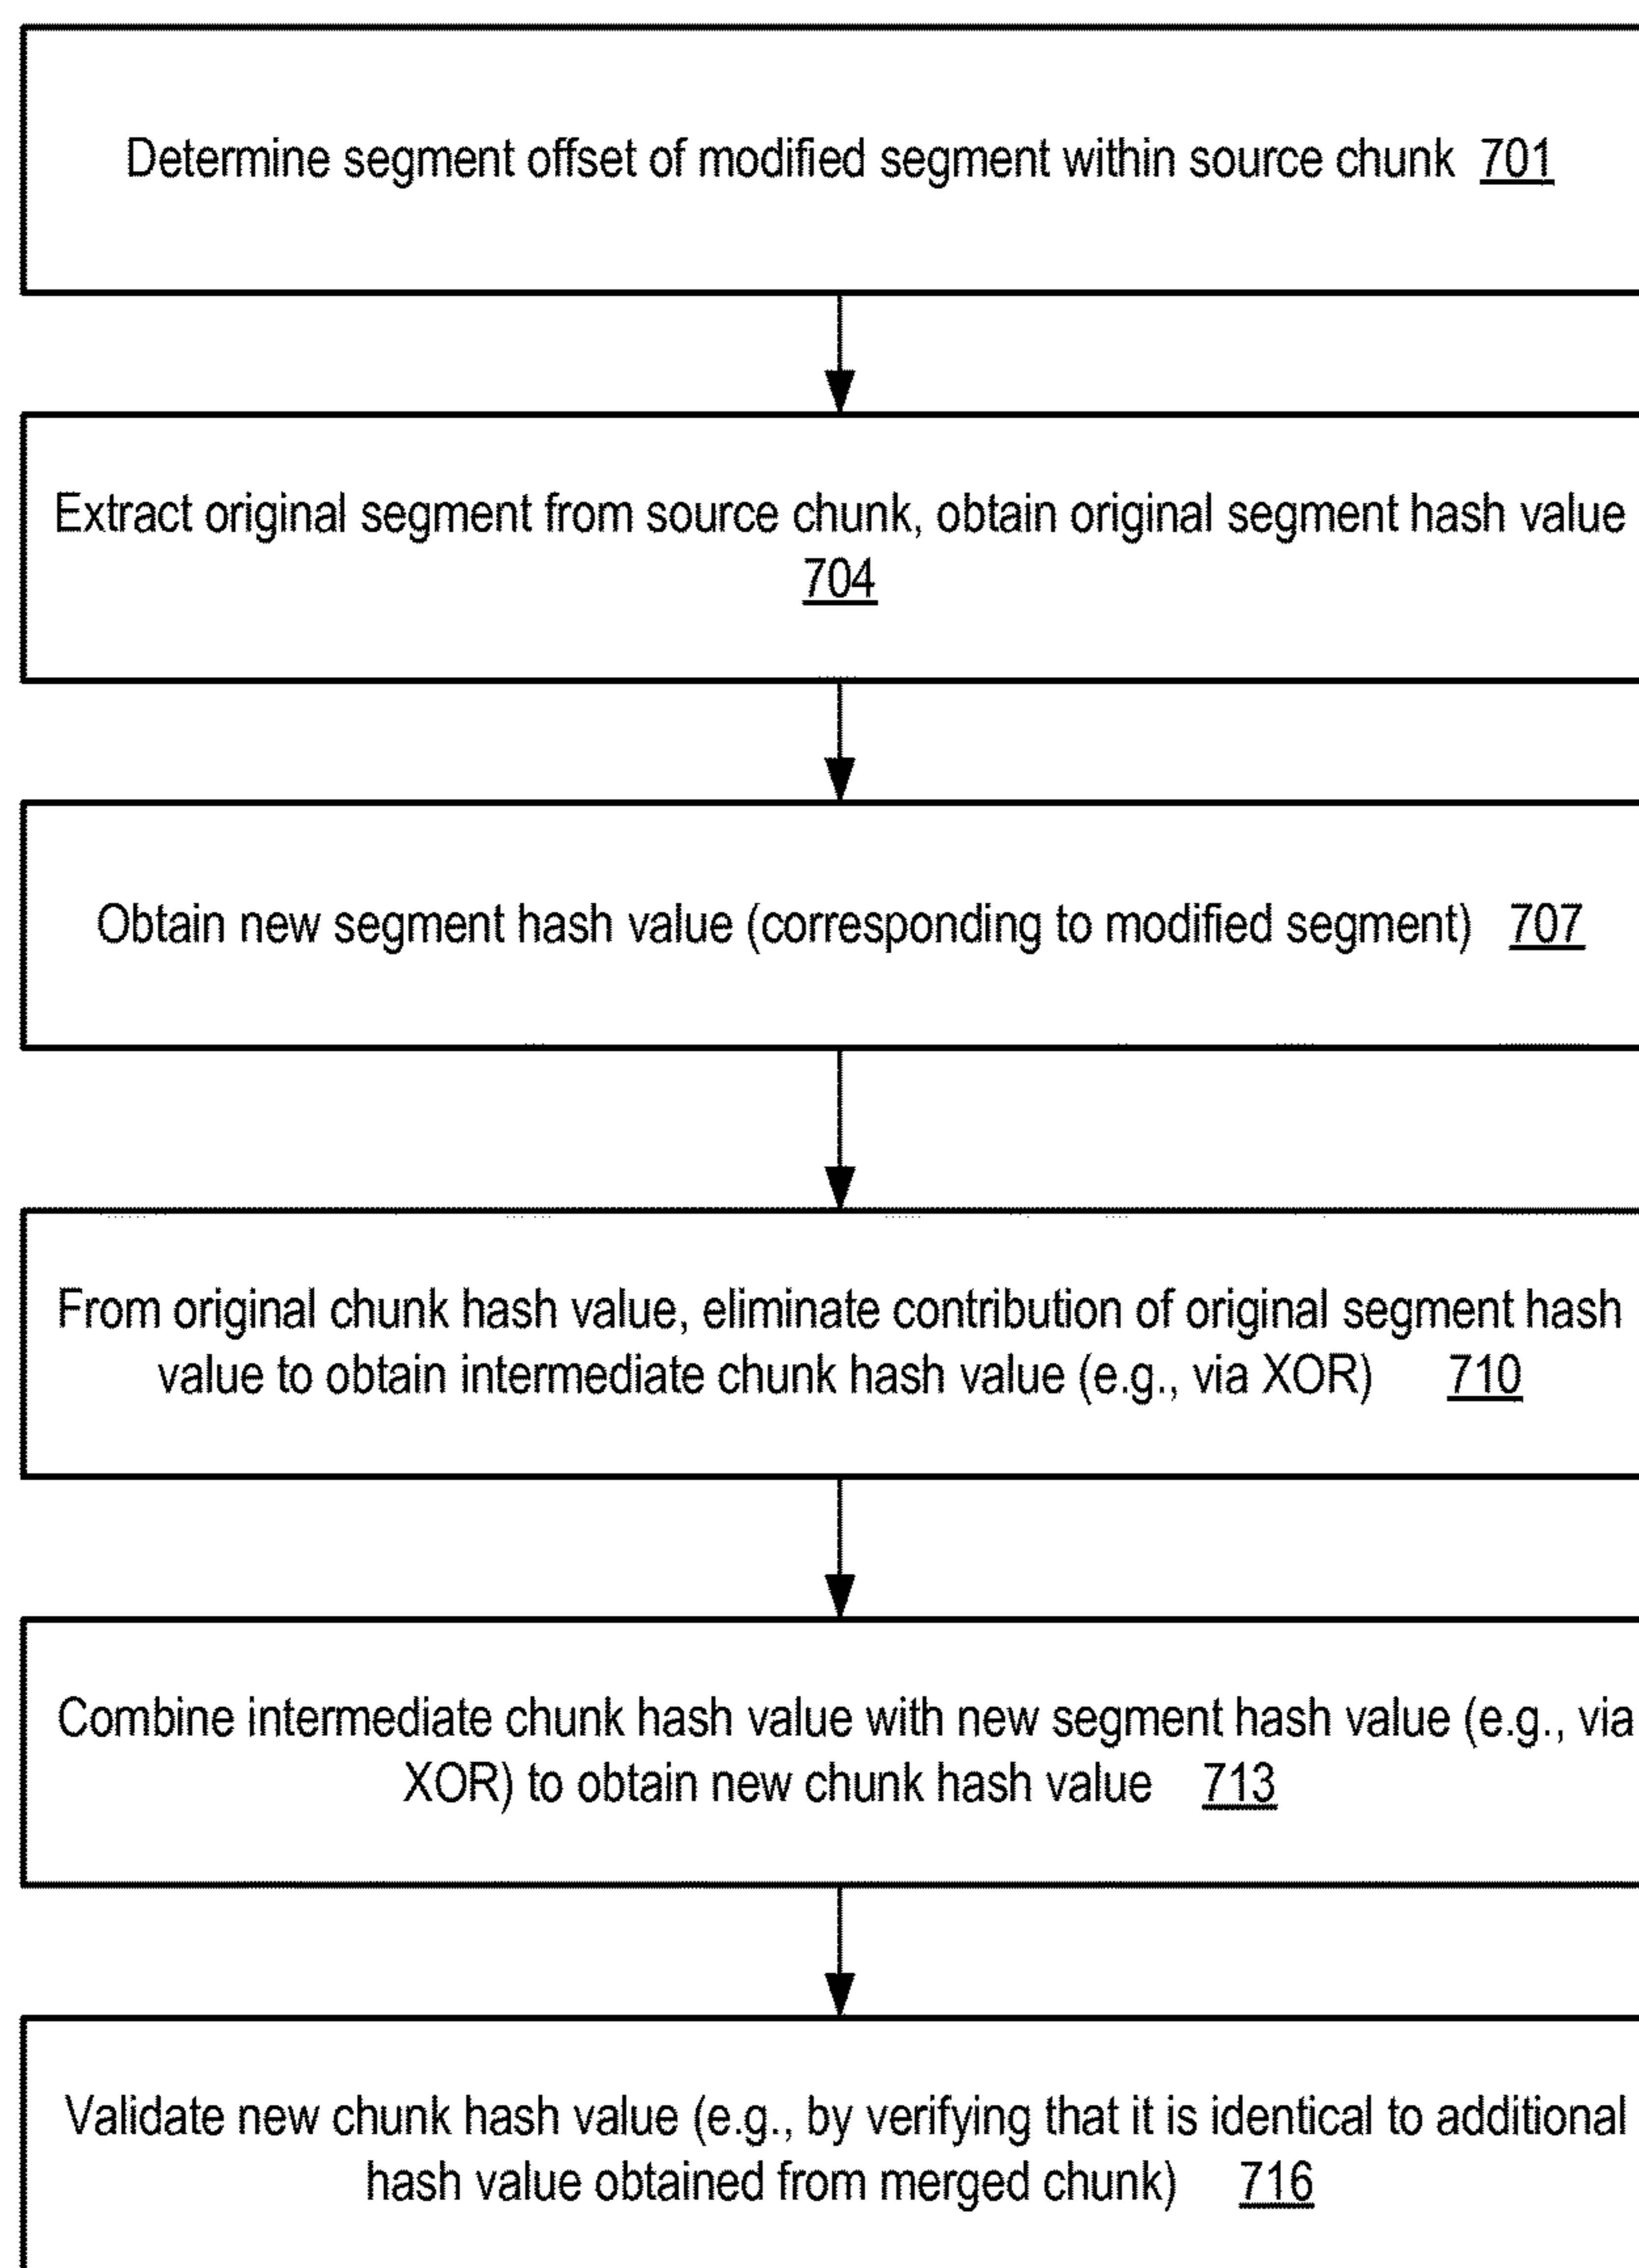 Determine segment offset of modified segment within source chunk 701
Extract original segment from source chunk, obtain original segment hash value
704
Obtain new segment hash value (corresponding to modified segment) 707
From original chunk hash value, eliminate contribution of original segment hash
value to obtain intermediate chunk hash value (e.g., via XOR) 710
Combine intermediate chunk hash value with new segment hash value (e.g., via
XOR) to obtain new chunk hash value 713
Validate new chunk hash value (e.g., by verifying that it is identical to additional
hash value obtained from merged chunk) 716